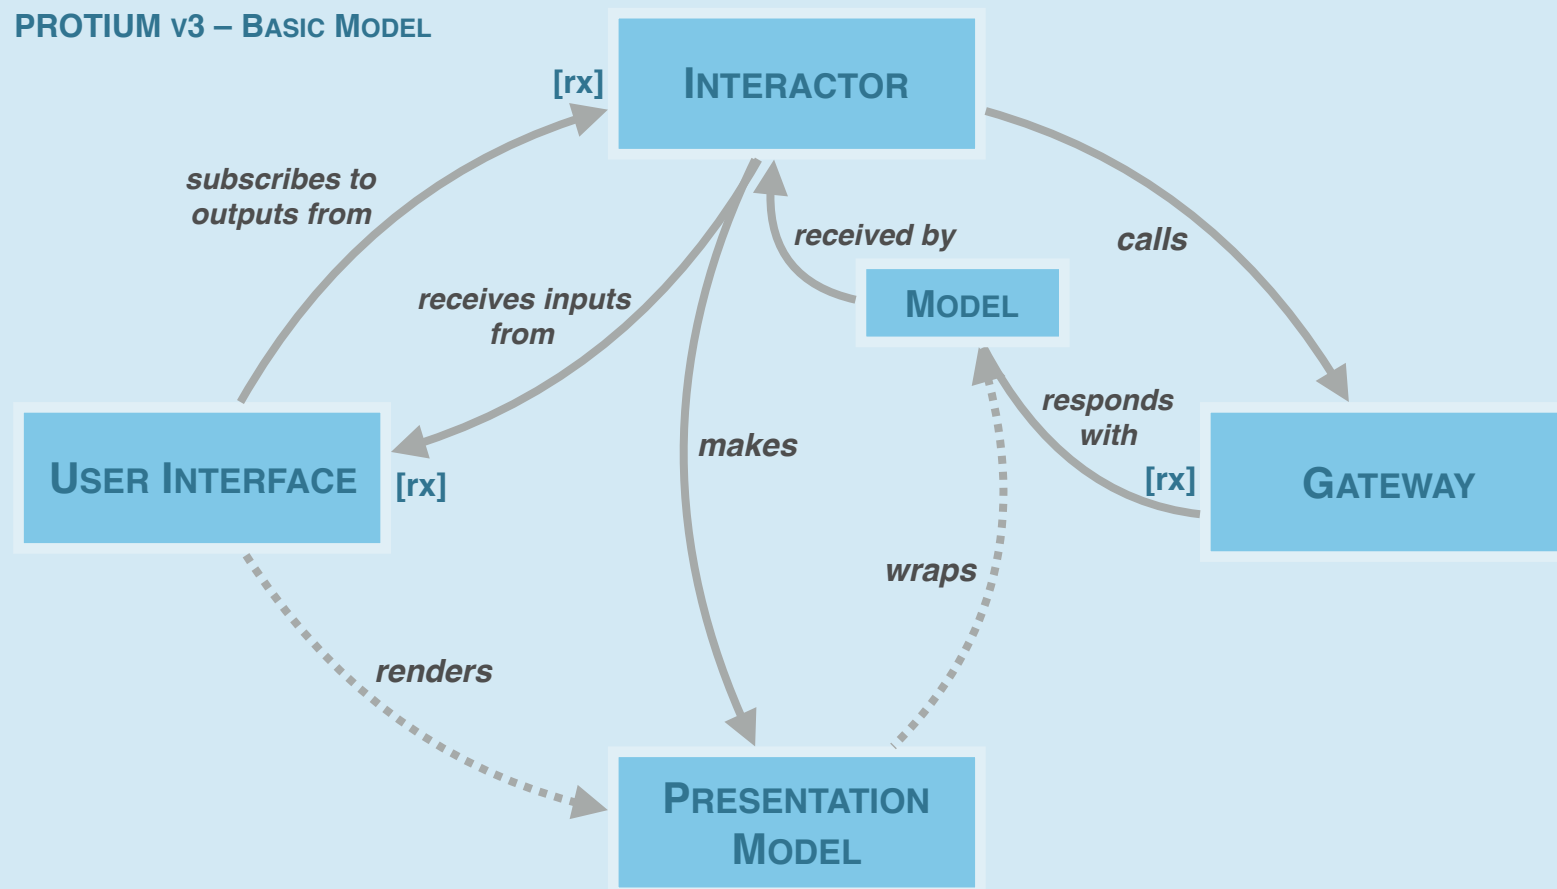 PROTIUM v3 – Basic Model
[rx]
Interactor
subscribes to
outputs from
received by
calls
receives inputs
from
Model
responds
with
makes
User Interface
[rx]
[rx]
Gateway
wraps
renders
Presentation
Model